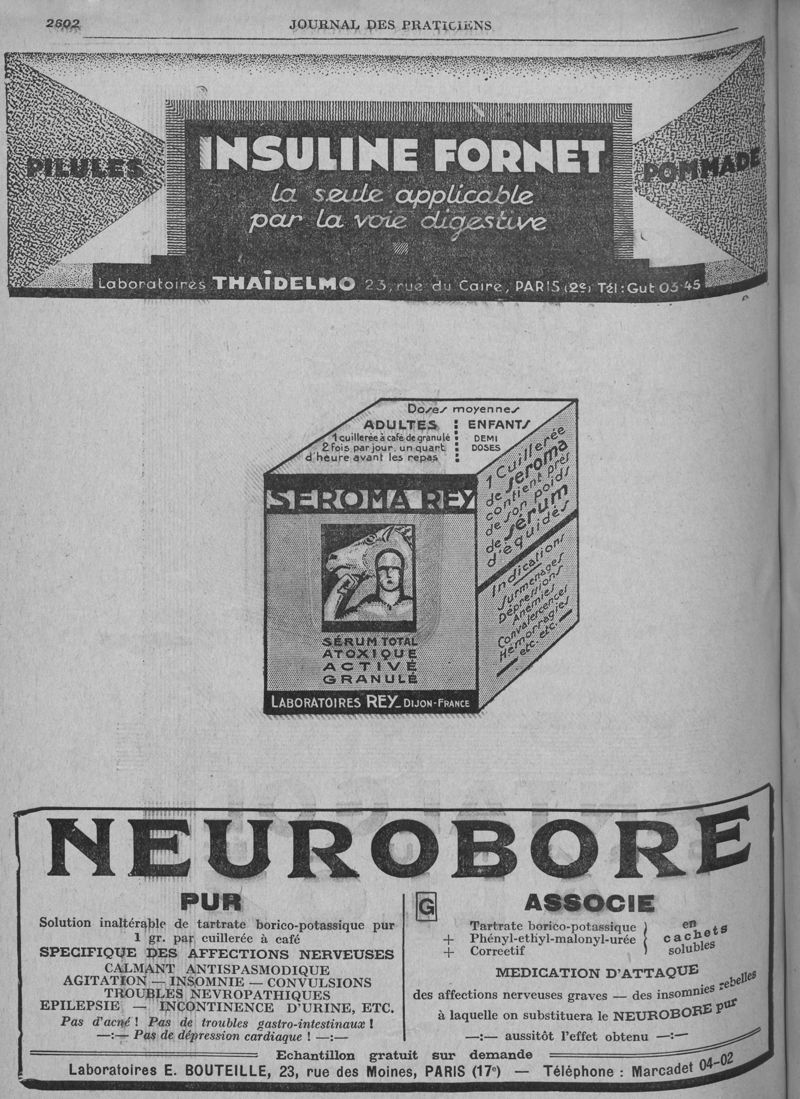 2602
JOURNAL DES PRATICIENS
PILULES
INSULINE FORNET
POMMADE
la seule applicable
par la voie digestive
Laboratoires THAÏDELMO 23, rue du Caire, PARIS (2e) Tél: Gut 03 45
Doses moyennes
ADULTES
1 cuillerée à café de granulé
2 fois par jour, un quart
d'heure avant les repas
ENFANTS
DEMI
DOSES
SEROMA REY
SÉRUM TOTAL
ATOXIQUE
ACTIVÉ
GRANULÉ
LABORATOIRES REY_DIJON-FRANCE
1 Cuillerée
de seroma
contient près
de son poids
de sérum
d'équidés
Indications
Surmenages
Dépressions
Anémies
Convalescences
Hémorragies
etc. etc.
NEUROBORE
PUR
Solution inaltérable de tartrate borico-potassique pur
1 gr. par cuillerée à café
SPECIFIQUE DES AFFECTIONS NERVEUSES
CALMANT ANTISPASMODIQUE
AGITATION — INSOMNIE — CONVULSIONS
TROUBLES NEVROPATHIQUES
EPILEPSIE — INCONTINENCE D'URINE, ETC.
Pas d'acné ! Pas de troubles gastro-intestinaux !
—:— Pas de dépression cardiaque ! —:—
G
ASSOCIE
Tartrate borico-potassique
+ Phényl-ethyl-malonyl-urée
+ Correctif
en
cachets
solubles
MEDICATION D'ATTAQUE
des affections nerveuses graves — des insomnies rebelles
à laquelle on substituera le NEUROBORE pur
—:— aussitôt l'effet obtenu —:—
Echantillon gratuit sur demande
Laboratoires E. BOUTEILLE, 23, rue des Moines, PARIS (17e) — Téléphone : Marcadet 04-02